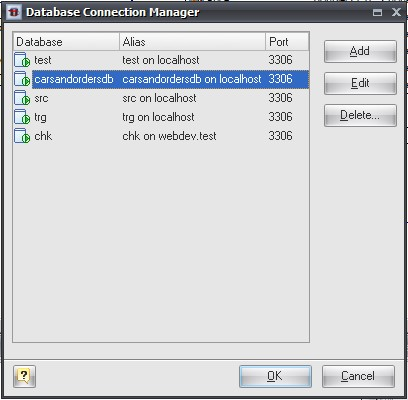 Database Connection Manager
Database Alias Port
test test on localhost 3306
carsandordersdb carsandordersdb on localhost 3306
src src on localhost 3306
trg trg on localhost 3306
chk chk on webdev.test 3306
Add
Edit
Delete...
?
OK Cancel